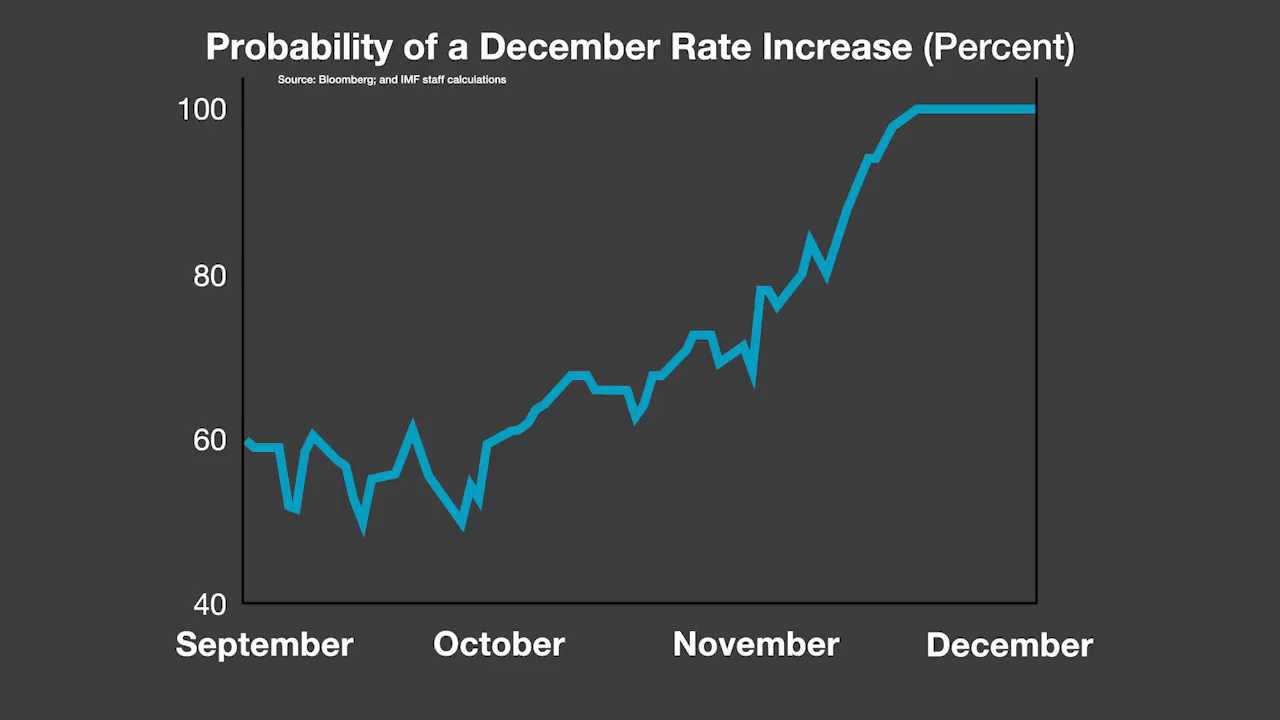 Probability of a December Rate Increase (Percent)
Source: Bloomberg; and IMF staff calculations
100
80
60
40
September October November December